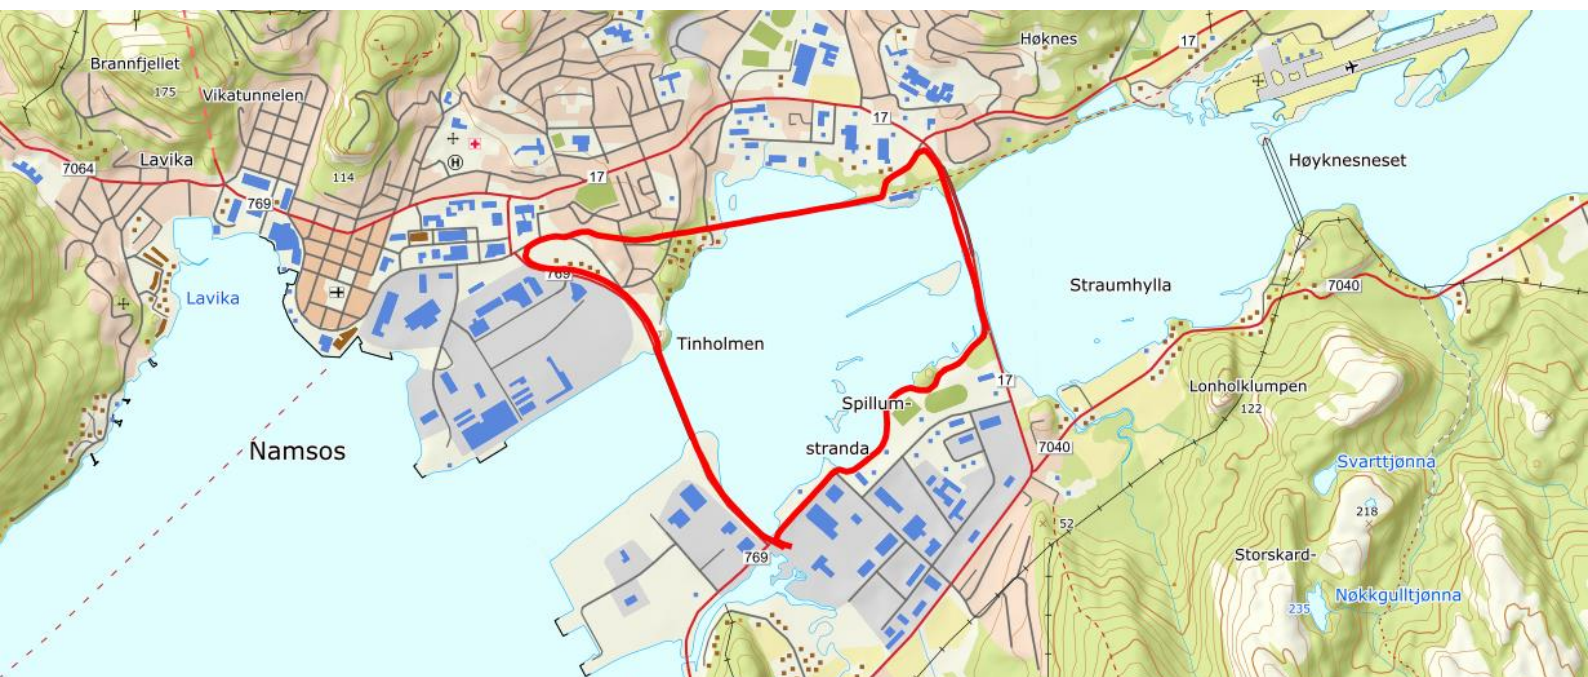 Høknes
17
Brannfjellet
175
Vikatunnelen
17
Lavika
7064
H
Høyknesneset
114
17
769
769
7040
Straumhylla
Lavika
Tinholmen
17
Lonholklumpen
122
Spillum-
stranda
7040
Namsos
Svarttjønna
218
52
769
Storskard-
Nøkkgulltjønna
235